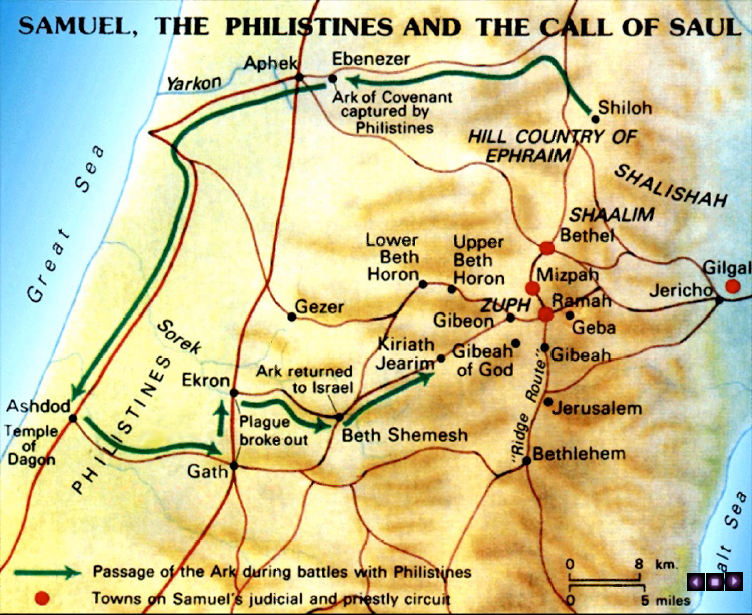 SAMUEL, THE PHILISTINES AND THE CALL OF SAUL
Aphek
Ebenezer
Yarkon
Ark of Covenant
captured by
Philistines
Shiloh
HILL COUNTRY OF
EPHRAIM
SHALISHAH
Great Sea
SHAALIM
Bethel
Lower
Beth
Horon
Upper
Beth
Horon
Mizpah
Gilgal
Jericho
ZUPH
Ramah
Gezer
Gibeon
Geba
Sorek
Kiriath
Jearim
Gibeah
of God
Gibeah
Ark returned
to Israel
Ekron
PHILISTINES
"Ridge Route"
Ashdod
Temple
of
Dagon
Plague
broke out
Beth Shemesh
Jerusalem
Gath
Bethlehem
alt Sea
Passage of the Ark during battles with Philistines
Towns on Samuel's judicial and priestly circuit
0 8 km.
0 5 miles